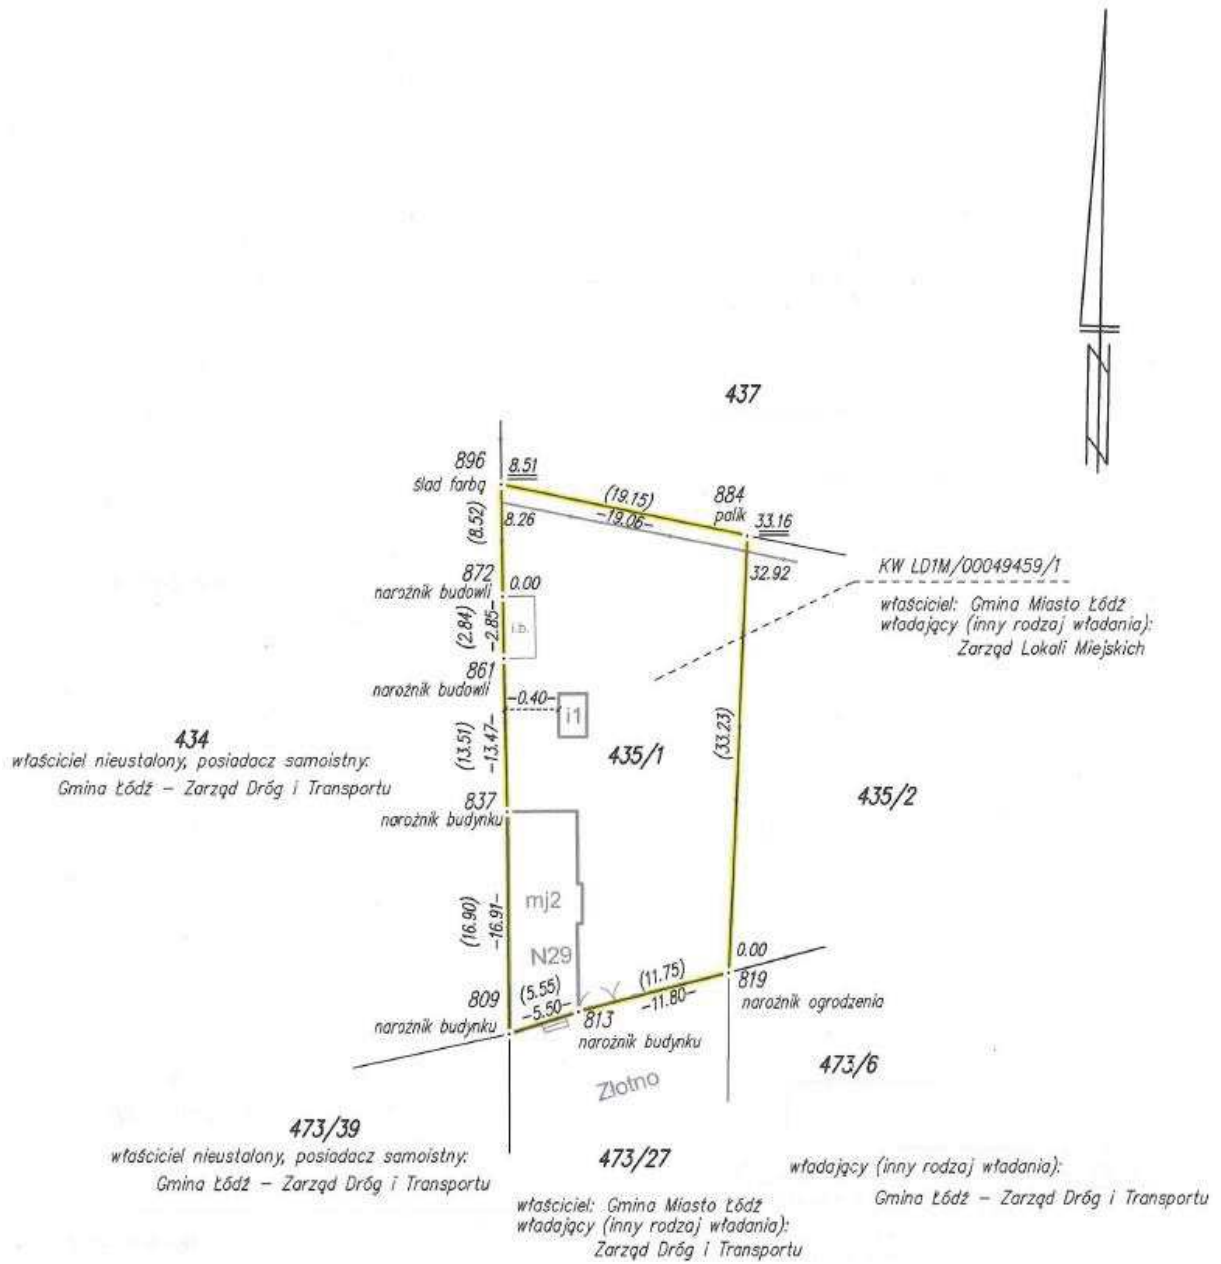 437
896
8.51
ślad farbą
(19.15)
-19.06-
884
palik
33.16
(8.52)
8.26
32.92
KW LD1M/00049459/1
właściciel: Gmina Miasto Łódź
władający (inny rodzaj władania):
Zarząd Lokali Miejskich
872
0.00
narożnik budowli
(2.84)
-2.85-
i.b.
861
narożnik budowli
-0.40-
i1
(13.51)
-13.47-
435/1
(33.23)
434
właściciel nieustalony, posiadacz samoistny:
Gmina Łódź – Zarząd Dróg i Transportu
435/2
837
narożnik budynku
mj2
(16.90)
-16.91-
N29
0.00
(11.75)
-11.80-
819
narożnik ogrodzenia
809
(5.55)
-5.50-
narożnik budynku
813
narożnik budynku
Złotno
473/6
473/39
właściciel nieustalony, posiadacz samoistny:
Gmina Łódź – Zarząd Dróg i Transportu
473/27
właściciel: Gmina Miasto Łódź
władający (inny rodzaj władania):
Zarząd Dróg i Transportu
władający (inny rodzaj władania):
Gmina Łódź – Zarząd Dróg i Transportu